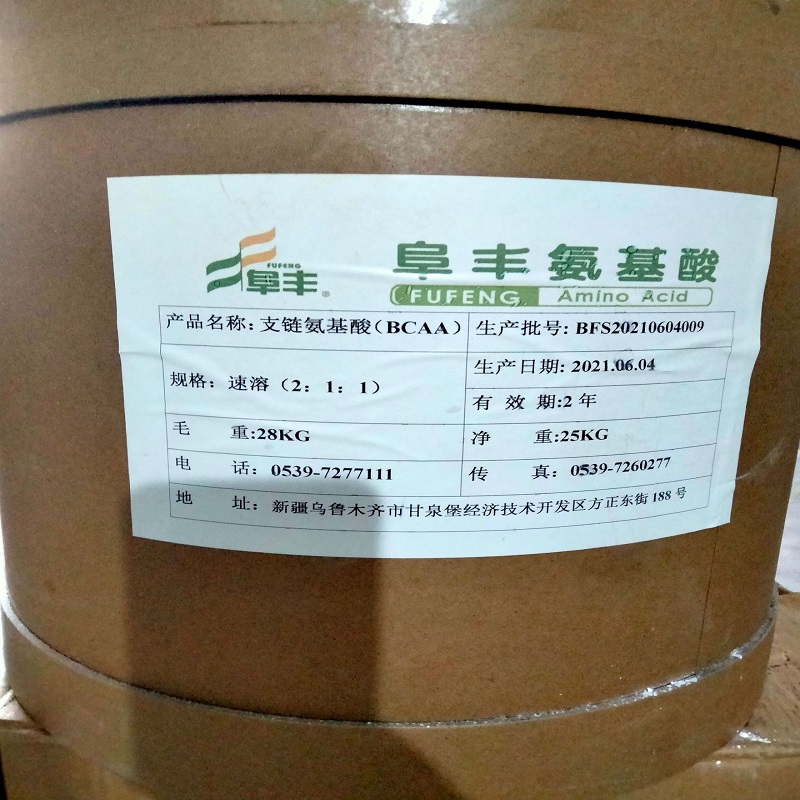 FUFENG
阜丰®
阜丰氨基酸
FUFENG Amino Acid
产品名称：支链氨基酸（BCAA） 生产批号: BFS20210604009
规格：速溶（2：1：1） 生产日期: 2021.06.04
有 效 期:2 年
毛 重:28KG 净 重:25KG
电 话：0539-7277111 传 真：0539-7260277
地 址：新疆乌鲁木齐市甘泉堡经济技术开发区方正东街 188 号